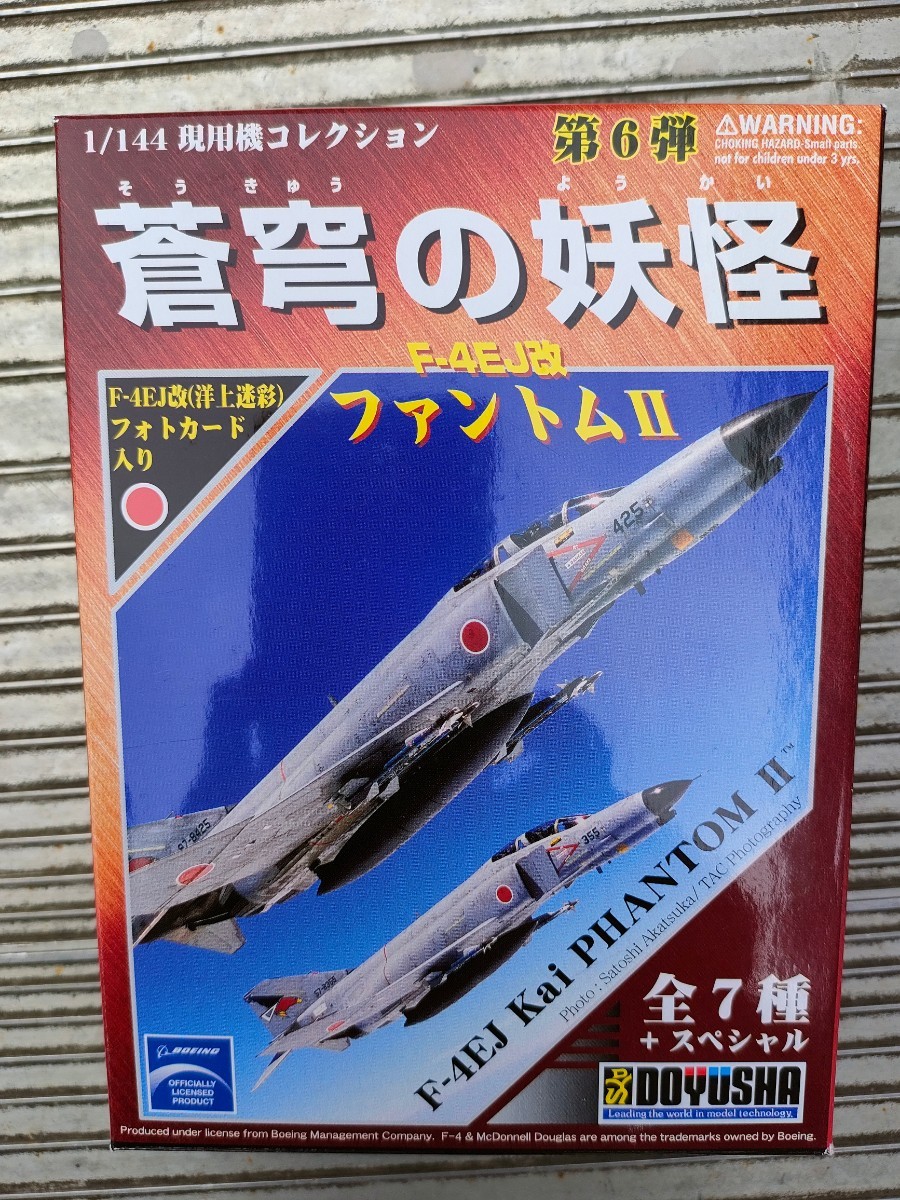 1/144 現用機コレクション
第6弾
⚠WARNING:
CHOKING HAZARD-Small parts
not for children under 3 yrs.
そうきゅう ようかい
蒼穹の妖怪
F-4EJ改
ファントムII
F-4EJ改(洋上迷彩)
フォトカード
入り
425
97-8425
355
F-4EJ Kai PHANTOM II™
Photo : Satoshi Akatsuka/ TAC Photography
全7種
+ スペシャル
BOEING
OFFICIALLY
LICENSED
PRODUCT
DOYUSHA
Leading the world in model technology.
Produced under license from Boeing Management Company. F-4 & McDonnell Douglas are among the trademarks owned by Boeing.